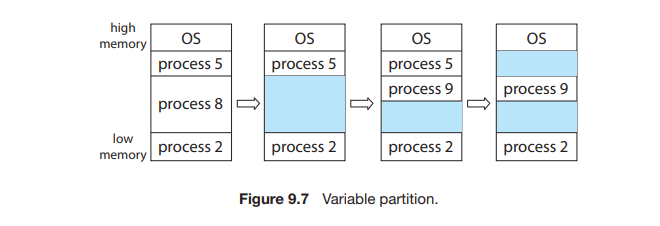 high
memory
low
memory
OS
process 5
process 8
process 2
OS
process 5
process 2
OS
process 5
process 9
process 2
OS
process 9
process 2
Figure 9.7 Variable partition.